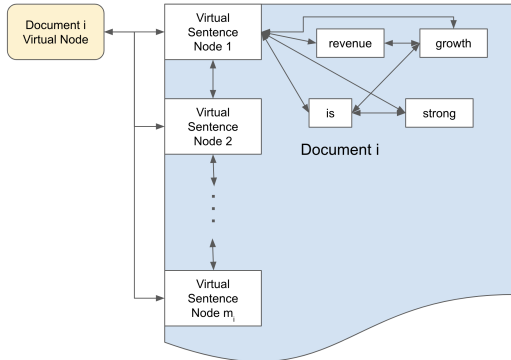 Document i
Virtual Node
Virtual
Sentence
Node 1
revenue
growth
Virtual
Sentence
Node 2
is
strong
Document i
Virtual
Sentence
Node mᵢ